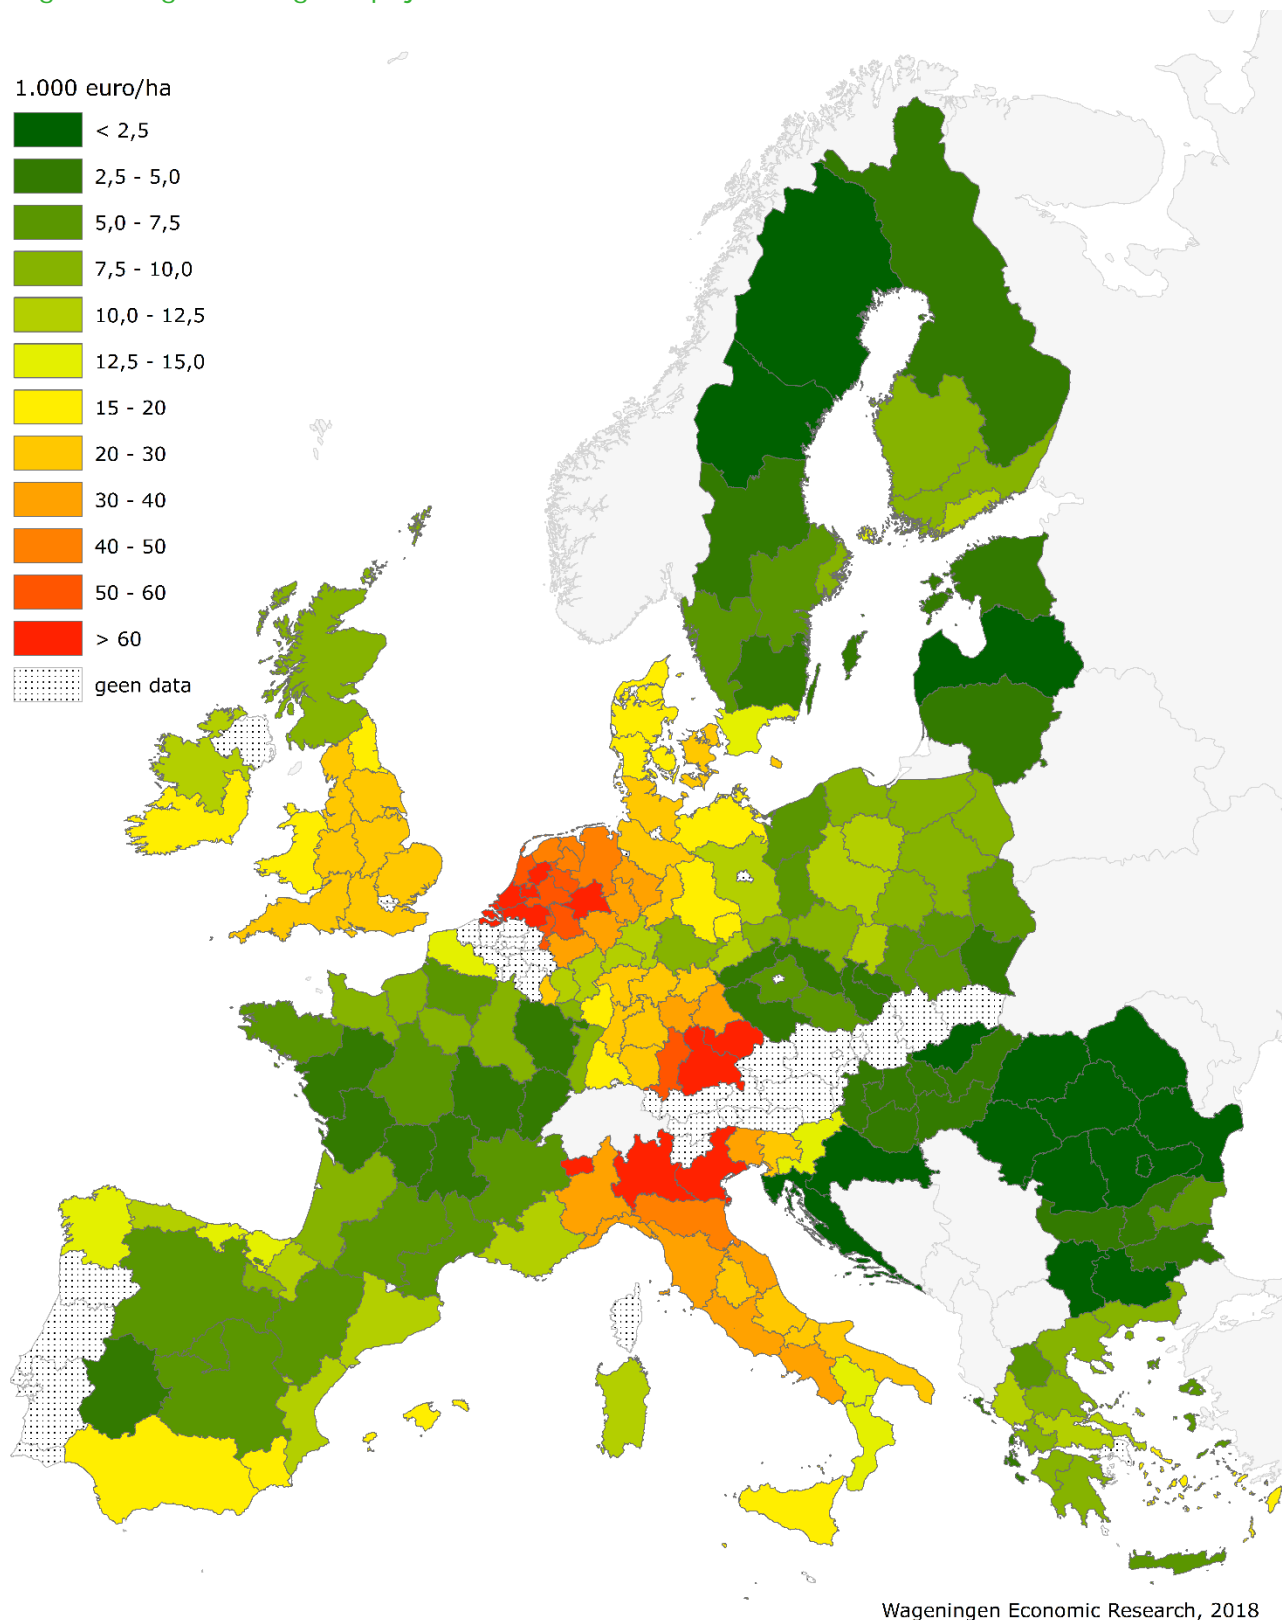 1.000 euro/ha
< 2,5
2,5 - 5,0
5,0 - 7,5
7,5 - 10,0
10,0 - 12,5
12,5 - 15,0
15 - 20
20 - 30
30 - 40
40 - 50
50 - 60
> 60
geen data
Wageningen Economic Research, 2018